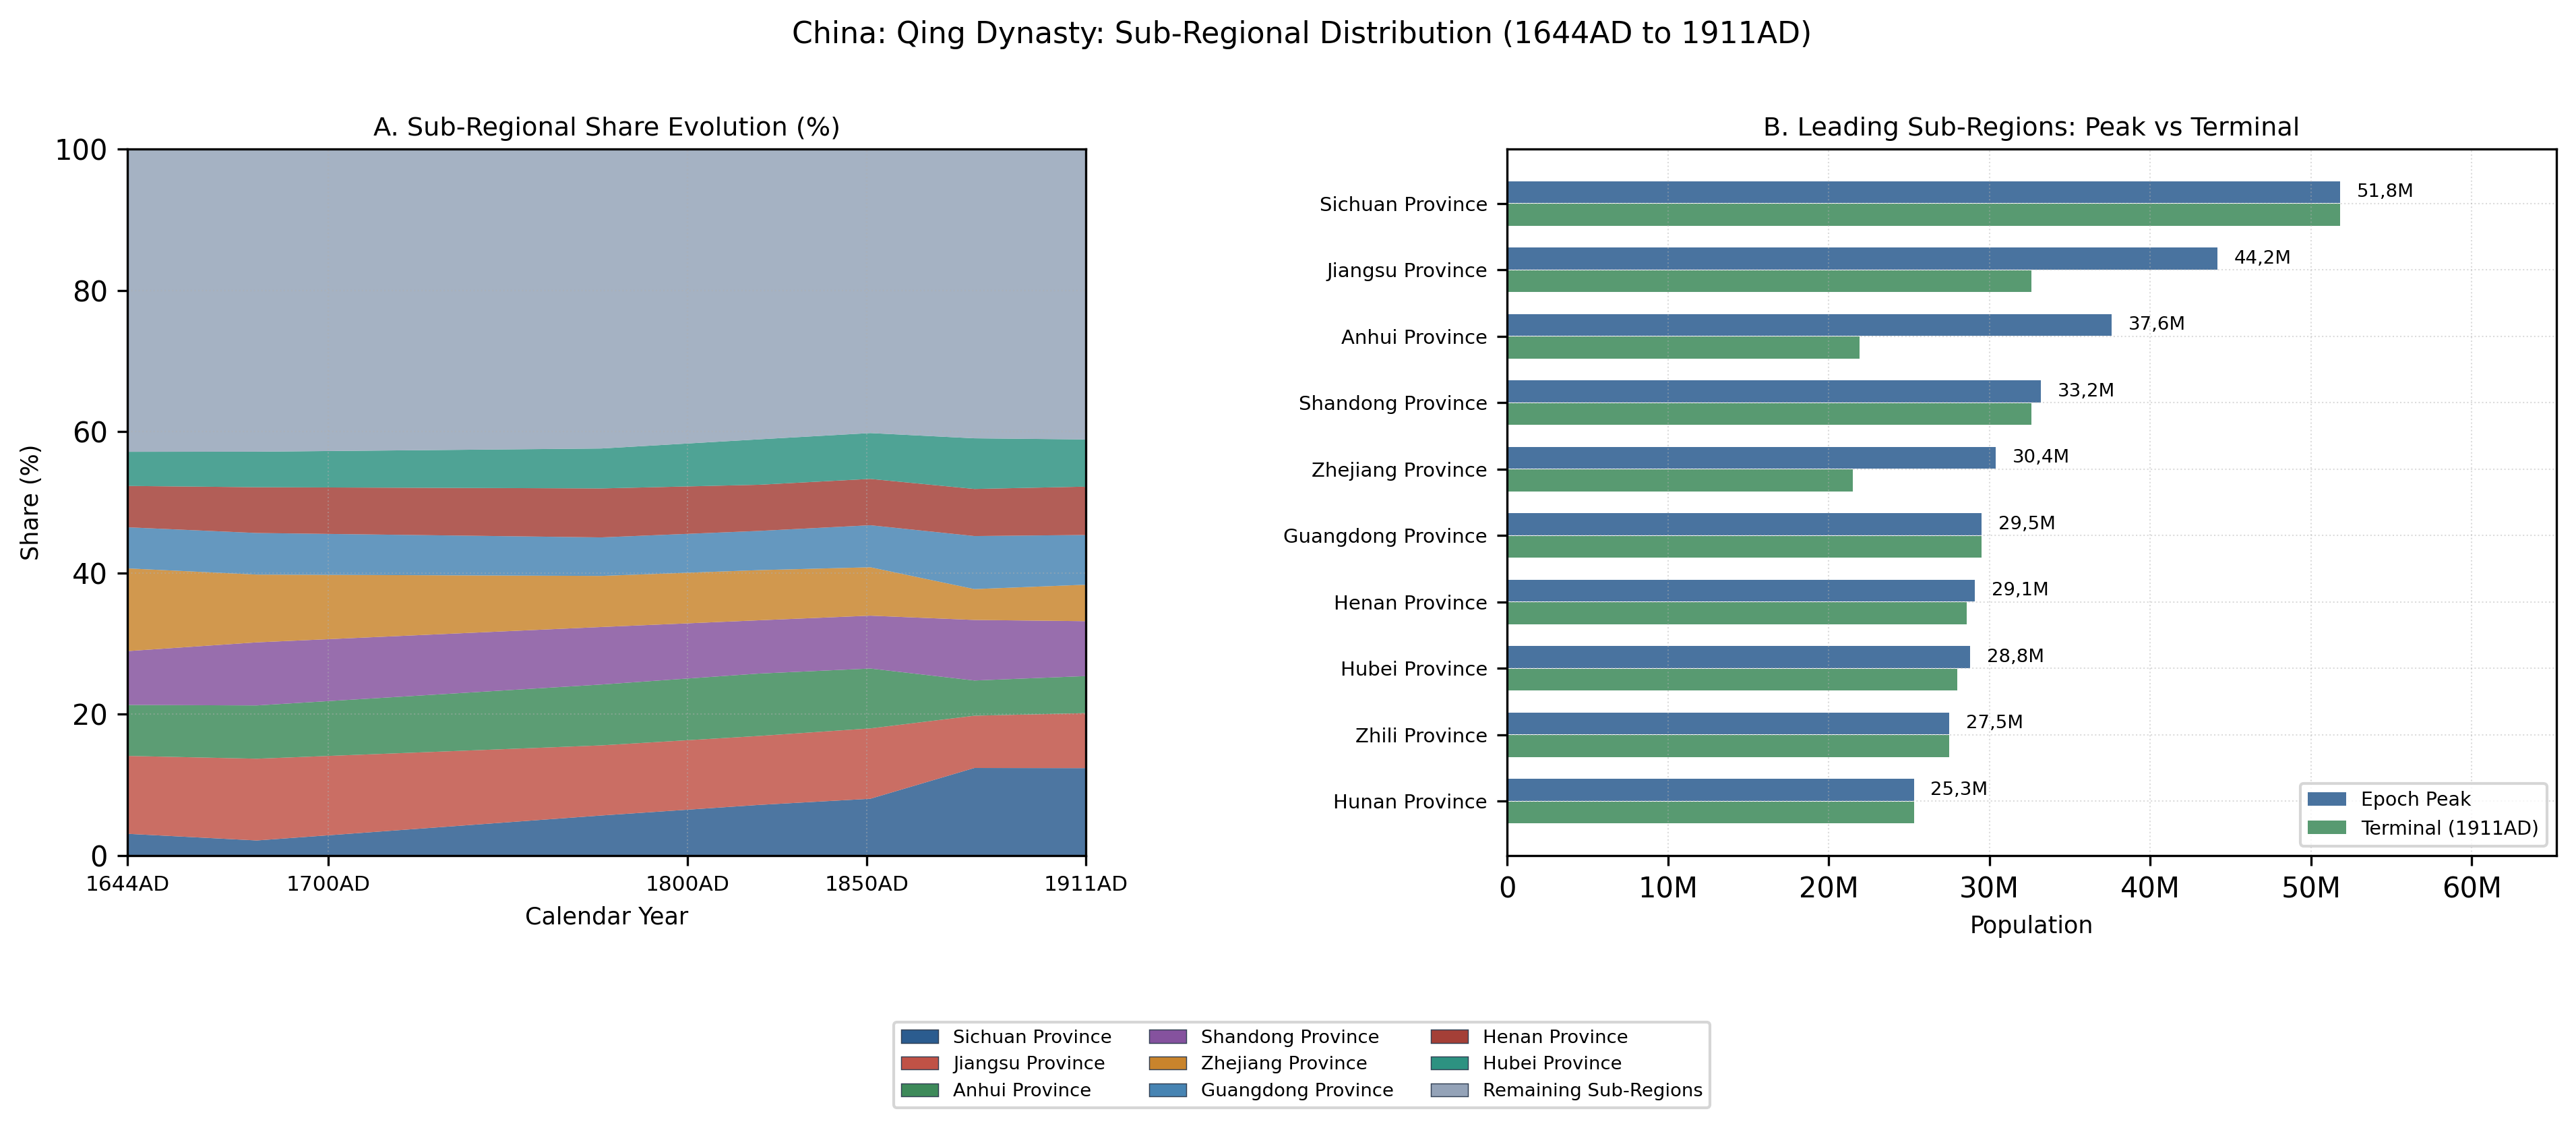 China: Qing Dynasty: Sub-Regional Distribution (1644AD to 1911AD)
A. Sub-Regional Share Evolution (%)
100
80
60
40
20
0
Share (%)
1644AD 1700AD 1800AD 1850AD 1911AD
Calendar Year
B. Leading Sub-Regions: Peak vs Terminal
Sichuan Province 51,8M
Jiangsu Province 44,2M
Anhui Province 37,6M
Shandong Province 33,2M
Zhejiang Province 30,4M
Guangdong Province 29,5M
Henan Province 29,1M
Hubei Province 28,8M
Zhili Province 27,5M
Hunan Province 25,3M
Epoch Peak
Terminal (1911AD)
0 10M 20M 30M 40M 50M 60M
Population
Sichuan Province
Jiangsu Province
Anhui Province
Shandong Province
Zhejiang Province
Guangdong Province
Henan Province
Hubei Province
Remaining Sub-Regions